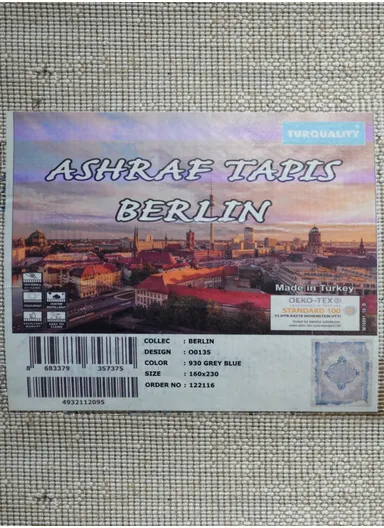 TURQUALITY
ASHRAF TAPIS
BERLIN
Made in Turkey
OEKO-TEX®
STANDARD 100
COLLEC : BERLIN
DESIGN : O0135
COLOR : 930 GREY BLUE
SIZE : 160x230
ORDER NO : 122116
8 683379 357375
4932112095